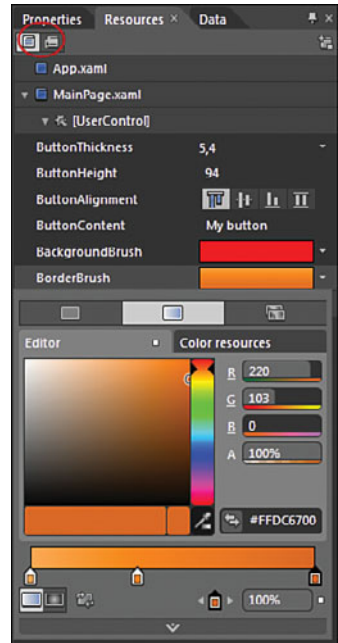 Properties Resources × Data
App.xaml
MainPage.xaml
[UserControl]
ButtonThickness 5,4
ButtonHeight 94
ButtonAlignment
ButtonContent My button
BackgroundBrush
BorderBrush
Editor Color resources
R 220
G 103
B 0
A 100%
#FFDC6700
100%